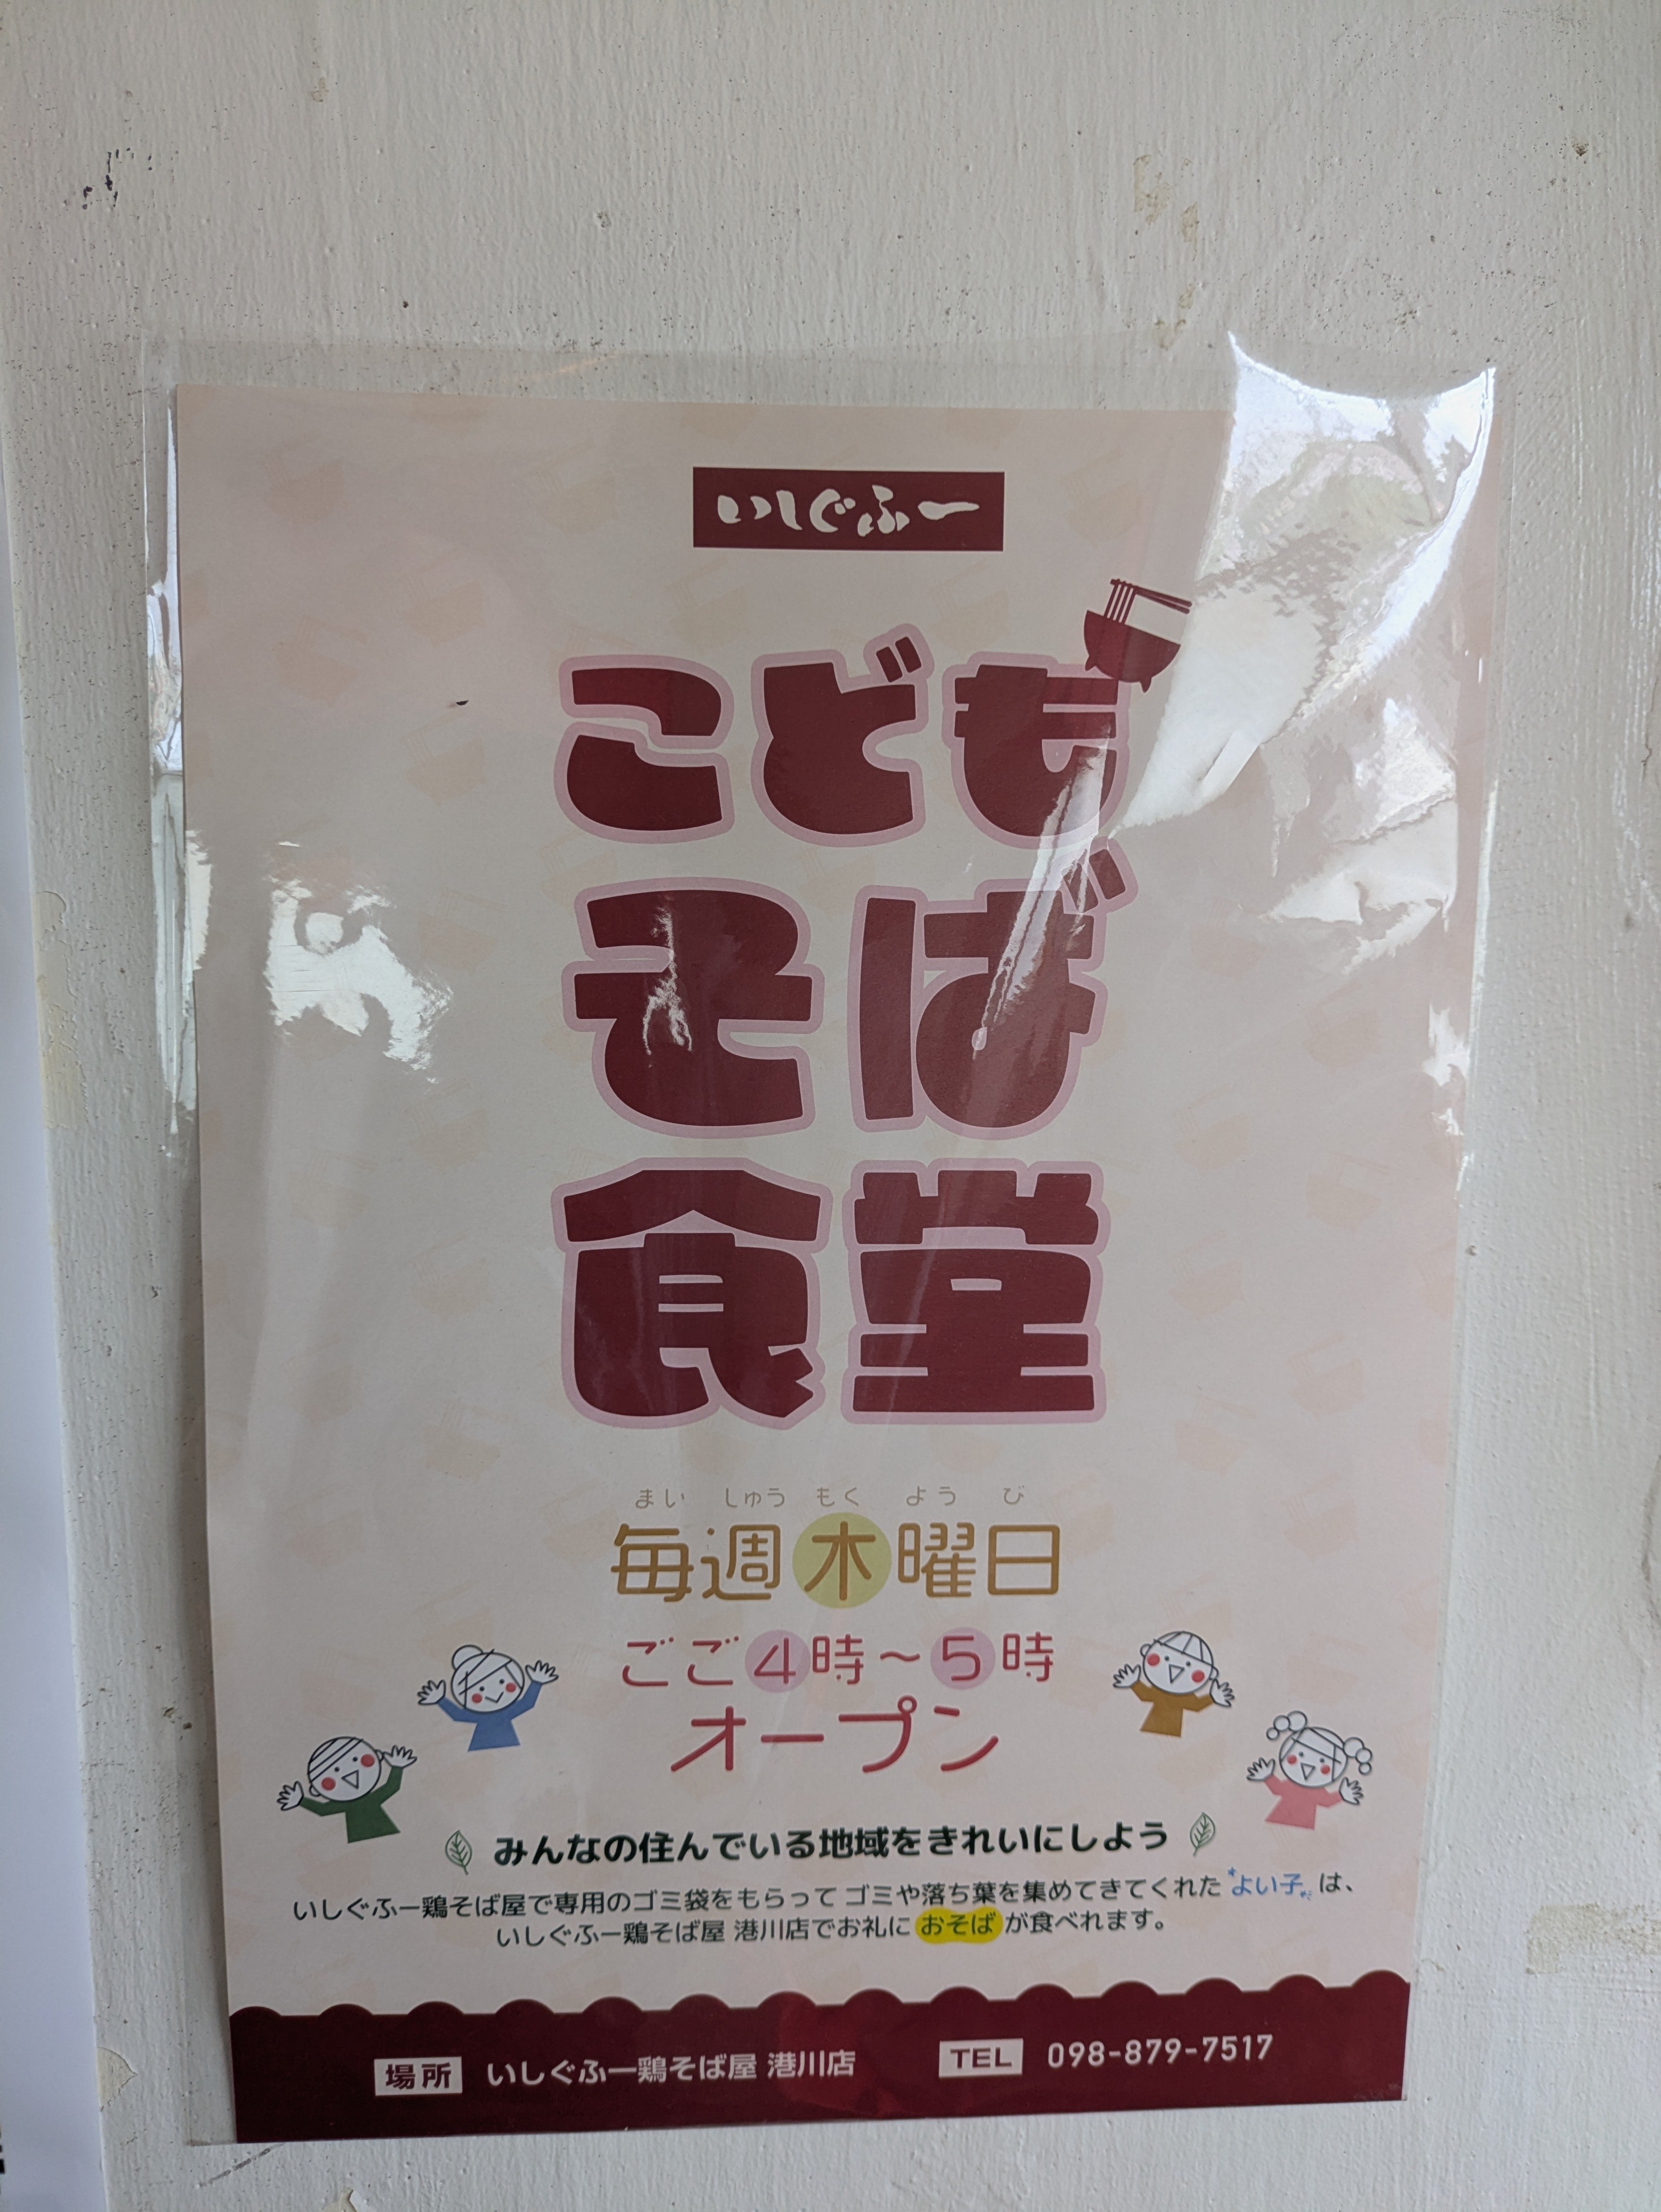 いしぐふー
こども
そば
食堂
まい しゅう もく よう び
毎週木曜日
ごご4時～5時
オープン
みんなの住んでいる地域をきれいにしよう
いしぐふー鶏そば屋で専用のゴミ袋をもらって ゴミや落ち葉を集めてきてくれた よい子 は、
いしぐふー鶏そば屋 港川店でお礼に おそば が食べれます。
場所 いしぐふー鶏そば屋 港川店 TEL 098-879-7517